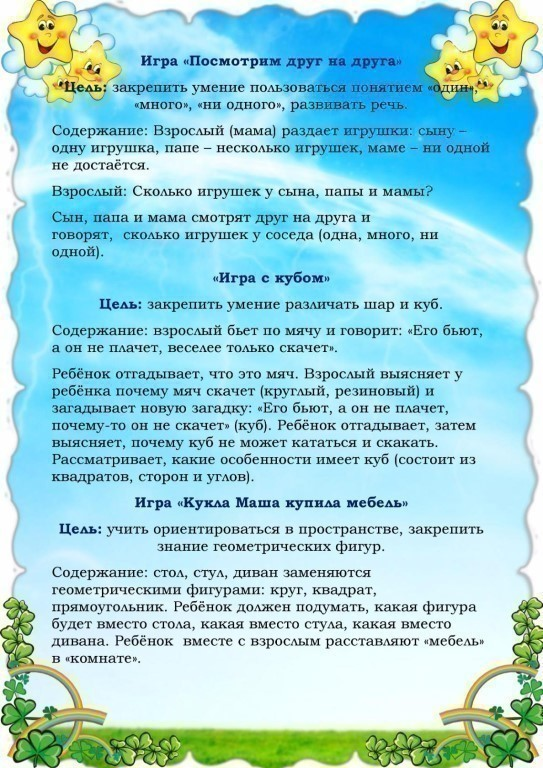 Игра «Посмотрим друг на друга»
Цель: закрепить умение пользоваться понятием «один»,
«много», «ни одного», развивать речь.
Содержание: Взрослый (мама) раздает игрушки: сыну –
одну игрушка, папе – несколько игрушек, маме – ни одной
не достаётся.
Взрослый: Сколько игрушек у сына, папы и мамы?
Сын, папа и мама смотрят друг на друга и
говорят, сколько игрушек у соседа (одна, много, ни
одной).
«Игра с кубом»
Цель: закрепить умение различать шар и куб.
Содержание: взрослый бьет по мячу и говорит: «Его бьют,
а он не плачет, веселее только скачет».
Ребёнок отгадывает, что это мяч. Взрослый выясняет у
ребёнка почему мяч скачет (круглый, резиновый) и
загадывает новую загадку: «Его бьют, а он не плачет,
почему-то он не скачет» (куб). Ребёнок отгадывает, затем
выясняет, почему куб не может кататься и скакать.
Рассматривает, какие особенности имеет куб (состоит из
квадратов, сторон и углов).
Игра «Кукла Маша купила мебель»
Цель: учить ориентироваться в пространстве, закрепить
знание геометрических фигур.
Содержание: стол, стул, диван заменяются
геометрическими фигурами: круг, квадрат,
прямоугольник. Ребёнок должен подумать, какая фигура
будет вместо стола, какая вместо стула, какая вместо
дивана. Ребёнок вместе с взрослым расставляют «мебель»
в «комнате».